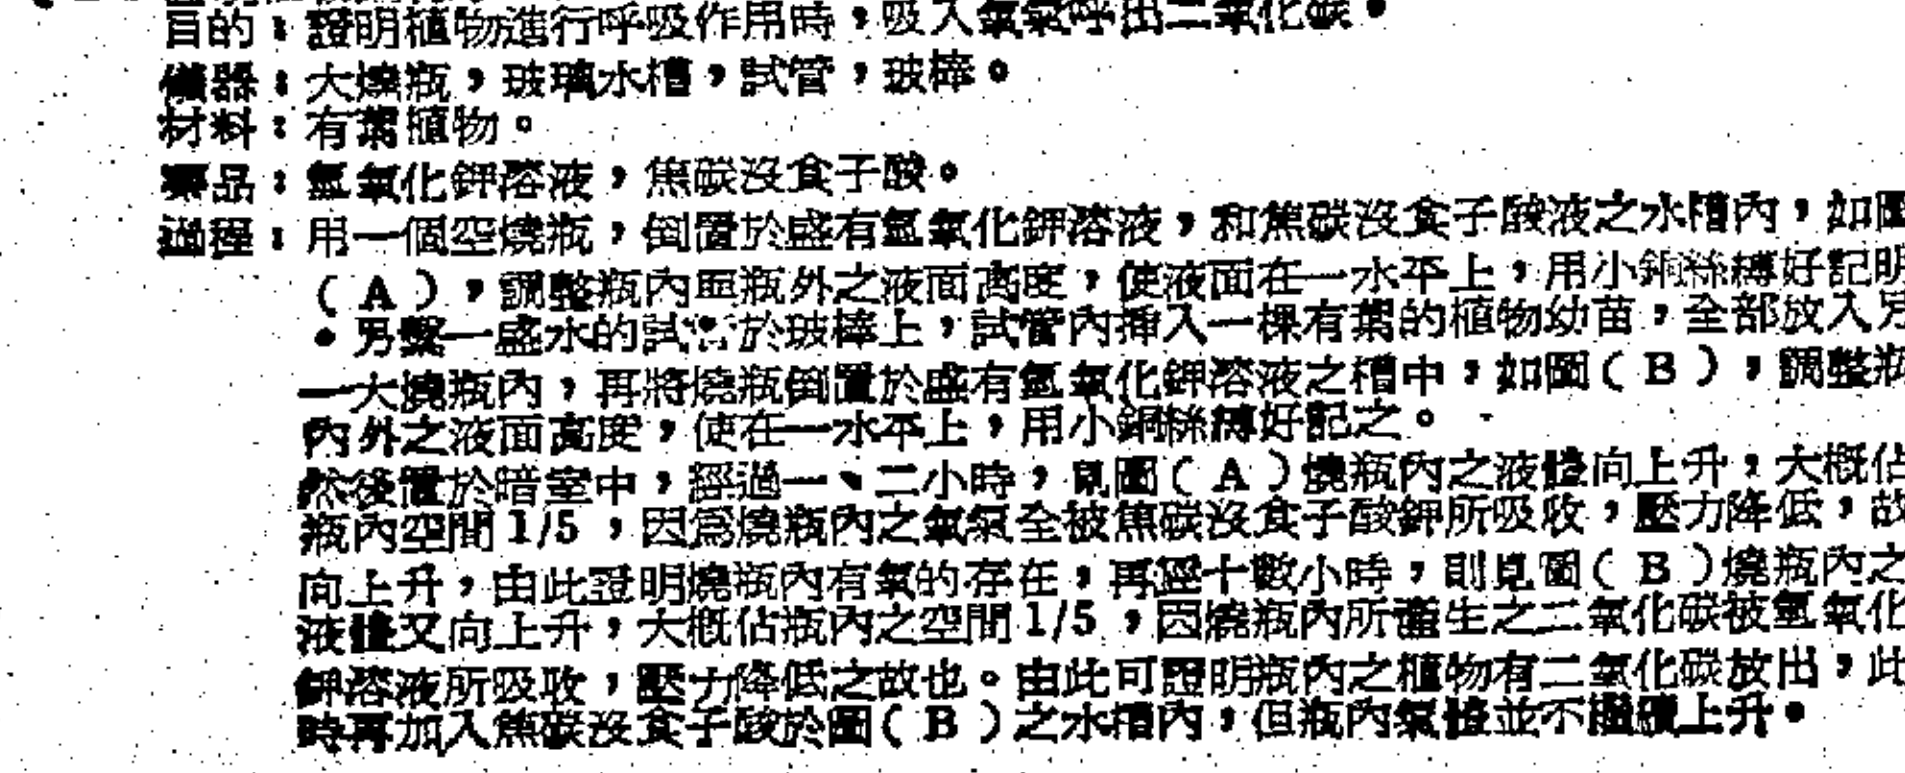 目的：證明植物進行呼吸作用時，吸入氧氣呼出二氧化碳。
儀器：大燒瓶，玻璃水槽，試管，玻棒。
材料：有葉植物。
藥品：氫氧化鉀溶液，焦碳沒食子酸。
過程：用一個空燒瓶，倒置於盛有氫氧化鉀溶液，和焦碳沒食子酸液之水槽內，如圖
（A），調整瓶內至瓶外之液面高度，使液面在一水平上，用小銅絲縛好記明
。另繫一盛水的試管於玻棒上，試管內揷入一棵有葉的植物幼苗，全部放入另
一大燒瓶內，再將燒瓶倒置於盛有氫氧化鉀溶液之槽中，如圖（B），調整瓶
內外之液面高度，使在一水平上，用小銅絲縛好記之。
然後置於暗室中，經過一、二小時，見圖（A）燒瓶內之液體向上升，大概佔
瓶內空間1/5，因爲燒瓶內之氧氣全被焦碳沒食子酸鉀所吸收，壓力降低，故
向上升，由此證明燒瓶內有氧的存在，再經十數小時，則見圖（B）燒瓶內之
液體又向上升，大概佔瓶內之空間1/5，因燒瓶內所產生之二氧化碳被氫氧化
鉀溶液所吸收，壓力降低之故也。由此可證明瓶內之植物有二氧化碳放出，此
時再加入焦碳沒食子酸於圖（B）之水槽內，但瓶內氣體並不繼續上升。